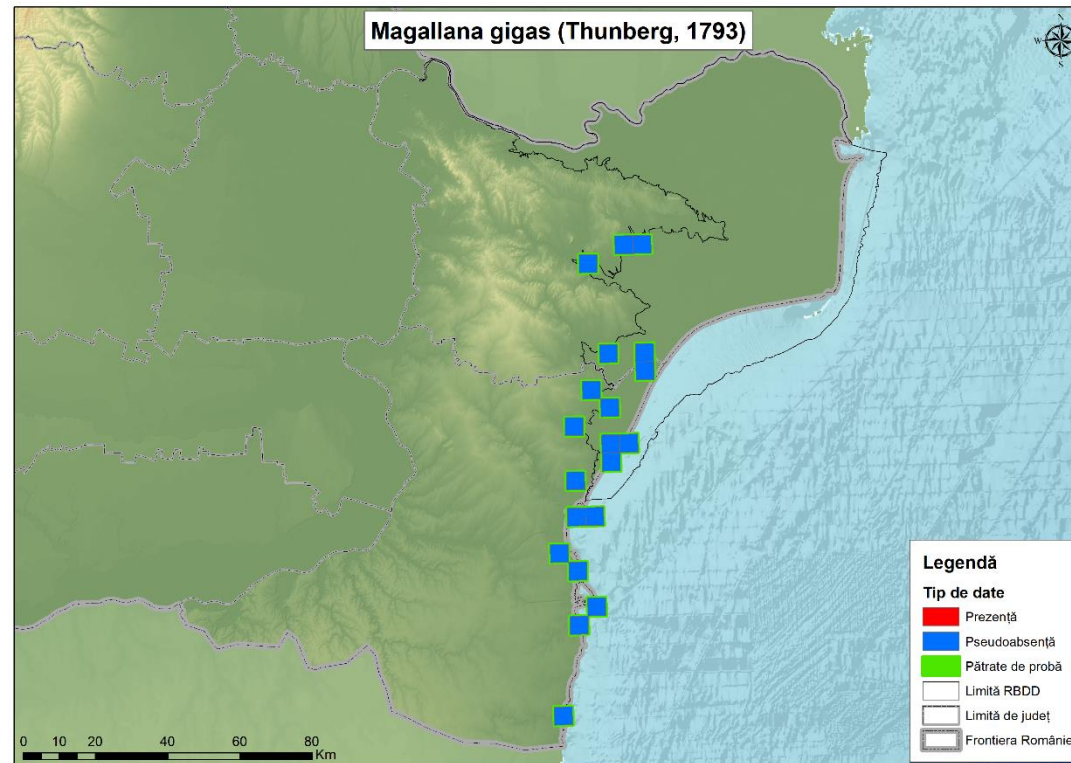 Magallana gigas (Thunberg, 1793)
N
W
E
S
Legendă
Tip de date
Prezență
Pseudoabsență
Pătrate de probă
Limită RBDD
Limită de județ
Frontiera Românie
0 10 20 40 60 80
Km